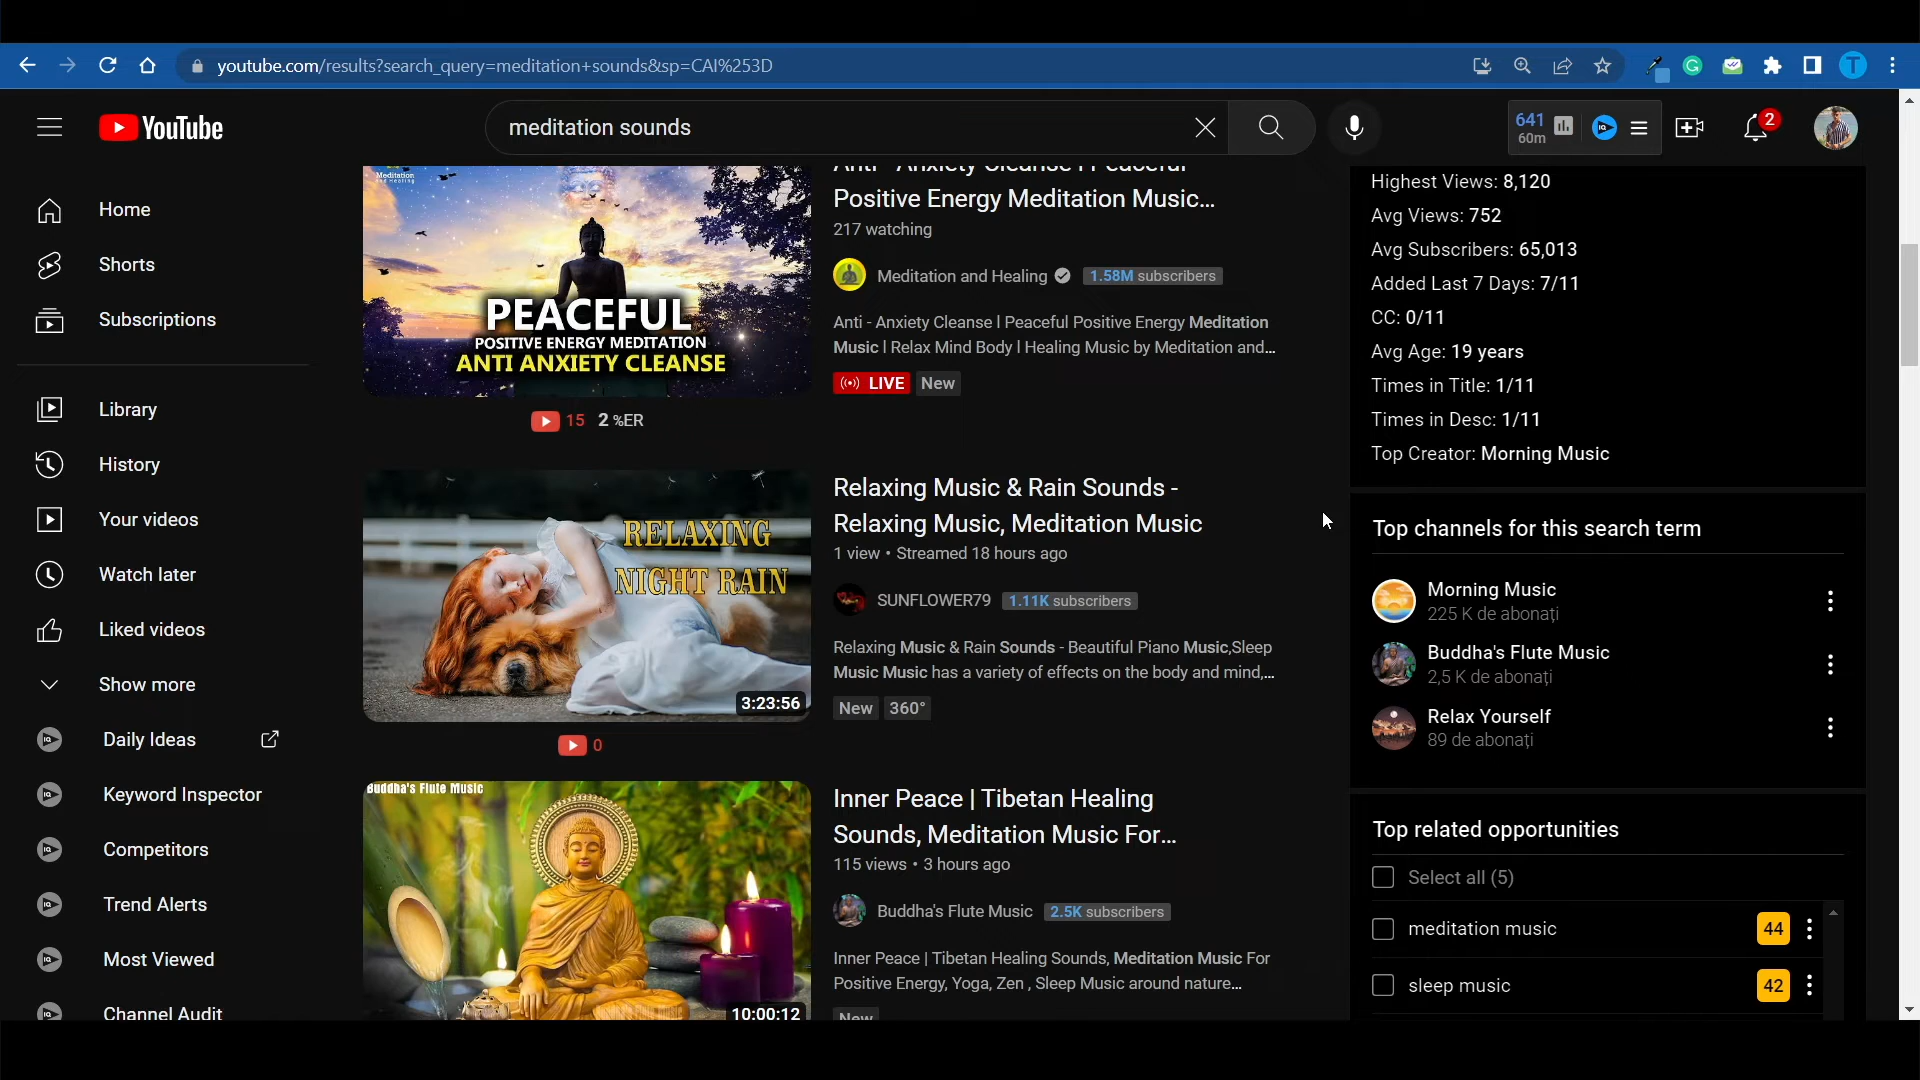 youtube.com/results?search_query=meditation+sounds&sp=CAI%253D
YouTube
meditation sounds
641
60m
2
T
Home
Shorts
Subscriptions
Library
History
Your videos
Watch later
Liked videos
Show more
Daily Ideas
Keyword Inspector
Competitors
Trend Alerts
Most Viewed
Channel Audit
Meditation
and Healing
PEACEFUL
POSITIVE ENERGY MEDITATION
ANTI ANXIETY CLEANSE
15 2 %ER
Anti - Anxiety Cleanse I Peaceful
Positive Energy Meditation Music...
217 watching
Meditation and Healing 1.58M subscribers
Anti - Anxiety Cleanse I Peaceful Positive Energy Meditation
Music I Relax Mind Body I Healing Music by Meditation and...
LIVE New
RELAXING
NIGHT RAIN
3:23:56
0
Relaxing Music & Rain Sounds -
Relaxing Music, Meditation Music
1 view • Streamed 18 hours ago
SUNFLOWER79 1.11K subscribers
Relaxing Music & Rain Sounds - Beautiful Piano Music,Sleep
Music Music has a variety of effects on the body and mind,...
New 360°
Buddha's Flute Music
10:00:12
Inner Peace | Tibetan Healing
Sounds, Meditation Music For...
115 views • 3 hours ago
Buddha's Flute Music 2.5K subscribers
Inner Peace | Tibetan Healing Sounds, Meditation Music For
Positive Energy, Yoga, Zen , Sleep Music around nature...
New
Highest Views: 8,120
Avg Views: 752
Avg Subscribers: 65,013
Added Last 7 Days: 7/11
CC: 0/11
Avg Age: 19 years
Times in Title: 1/11
Times in Desc: 1/11
Top Creator: Morning Music
Top channels for this search term
Morning Music
225 K de abonați
Buddha's Flute Music
2,5 K de abonați
Relax Yourself
89 de abonați
Top related opportunities
Select all (5)
meditation music 44
sleep music 42